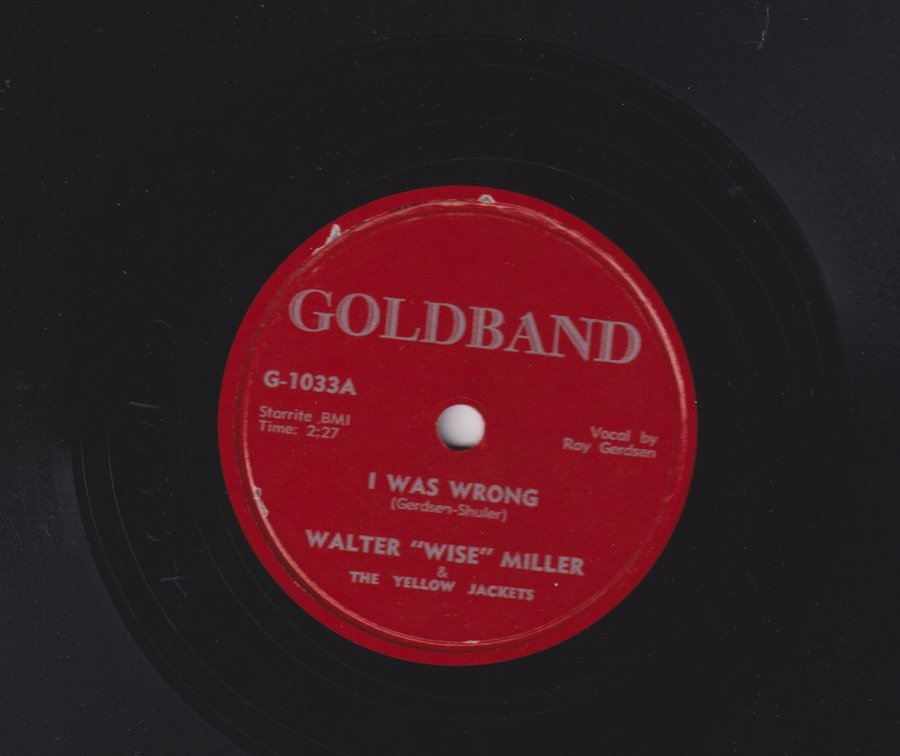 GOLDBAND
G-1033A
Starrite BMI
Time: 2:27
Vocal by
Ray Gerdsen
I WAS WRONG
(Gerdsen-Shuler)
WALTER "WISE" MILLER
&
THE YELLOW JACKETS